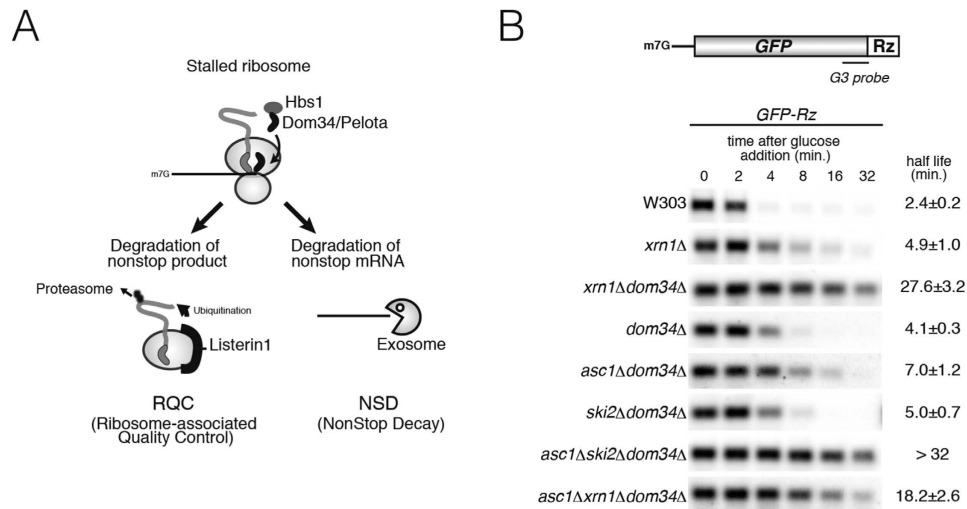 A
Stalled ribosome
Hbs1
Dom34/Pelota
m7G
Degradation of
nonstop product
Degradation of
nonstop mRNA
Proteasome
Ubiquitination
Listerin1
Exosome
RQC
(Ribosome-associated
Quality Control)
NSD
(NonStop Decay)
B
m7G GFP Rz
G3 probe
GFP-Rz
time after glucose
addition (min.)
half life
(min.)
0 2 4 8 16 32
W303 2.4±0.2
xrn1Δ 4.9±1.0
xrn1Δdom34Δ 27.6±3.2
dom34Δ 4.1±0.3
asc1Δdom34Δ 7.0±1.2
ski2Δdom34Δ 5.0±0.7
asc1Δski2Δdom34Δ > 32
asc1Δxrn1Δdom34Δ 18.2±2.6